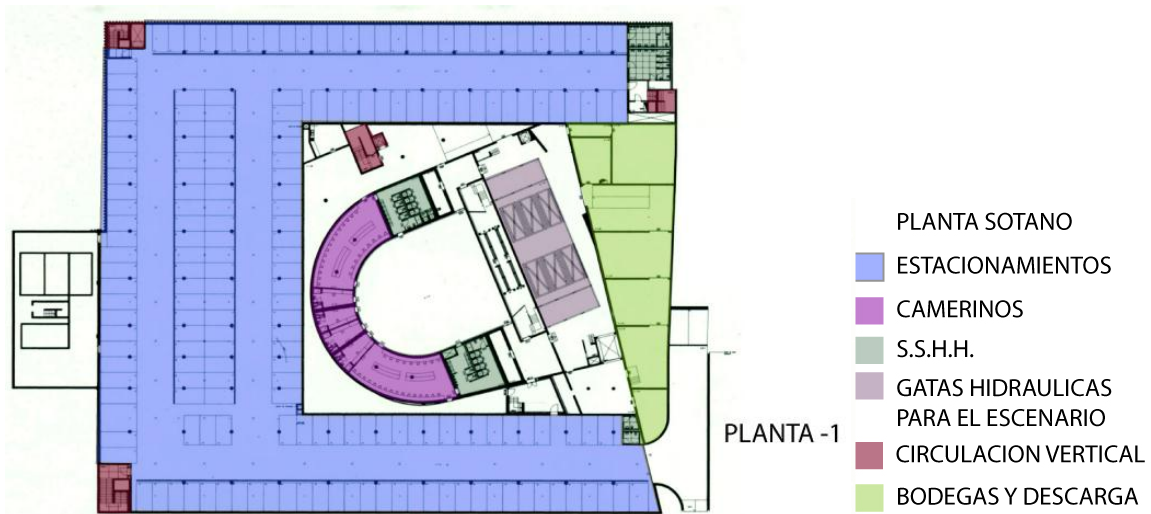 PLANTA SOTANO
ESTACIONAMIENTOS
CAMERINOS
S.S.H.H.
GATAS HIDRAULICAS
PARA EL ESCENARIO
PLANTA -1
CIRCULACION VERTICAL
BODEGAS Y DESCARGA